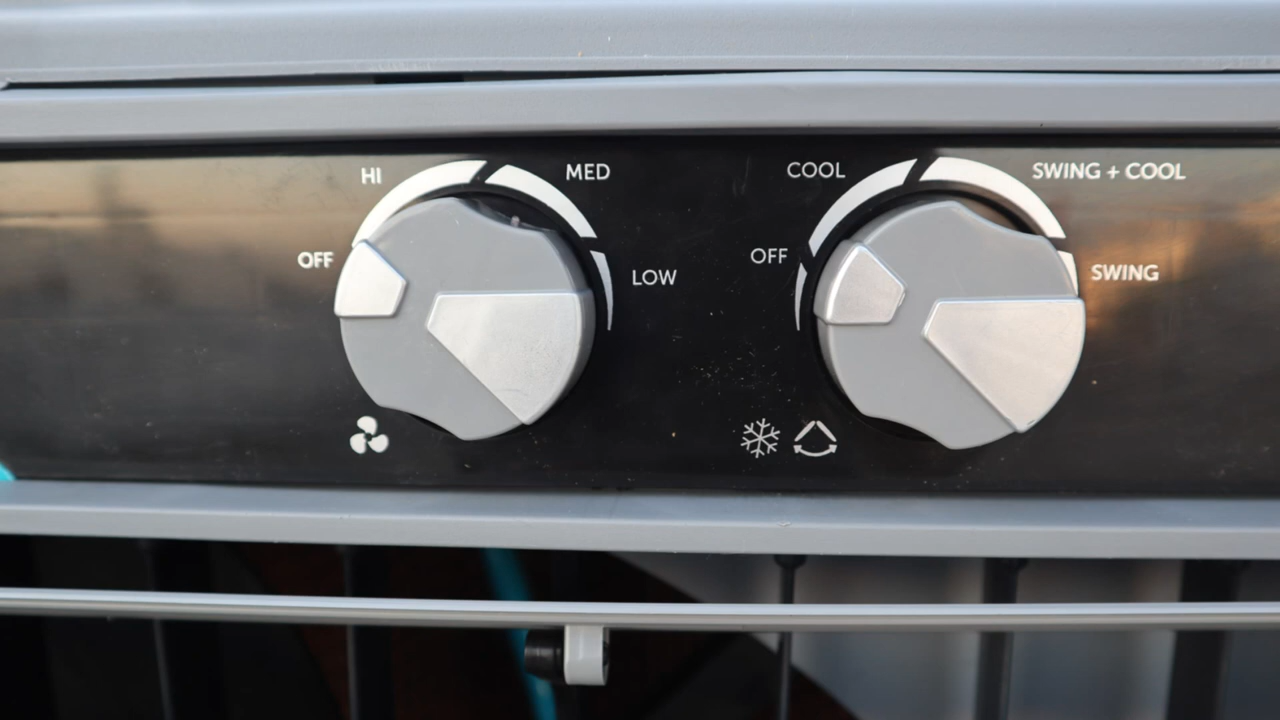 HI
MED
OFF
LOW
COOL
SWING + COOL
OFF
SWING